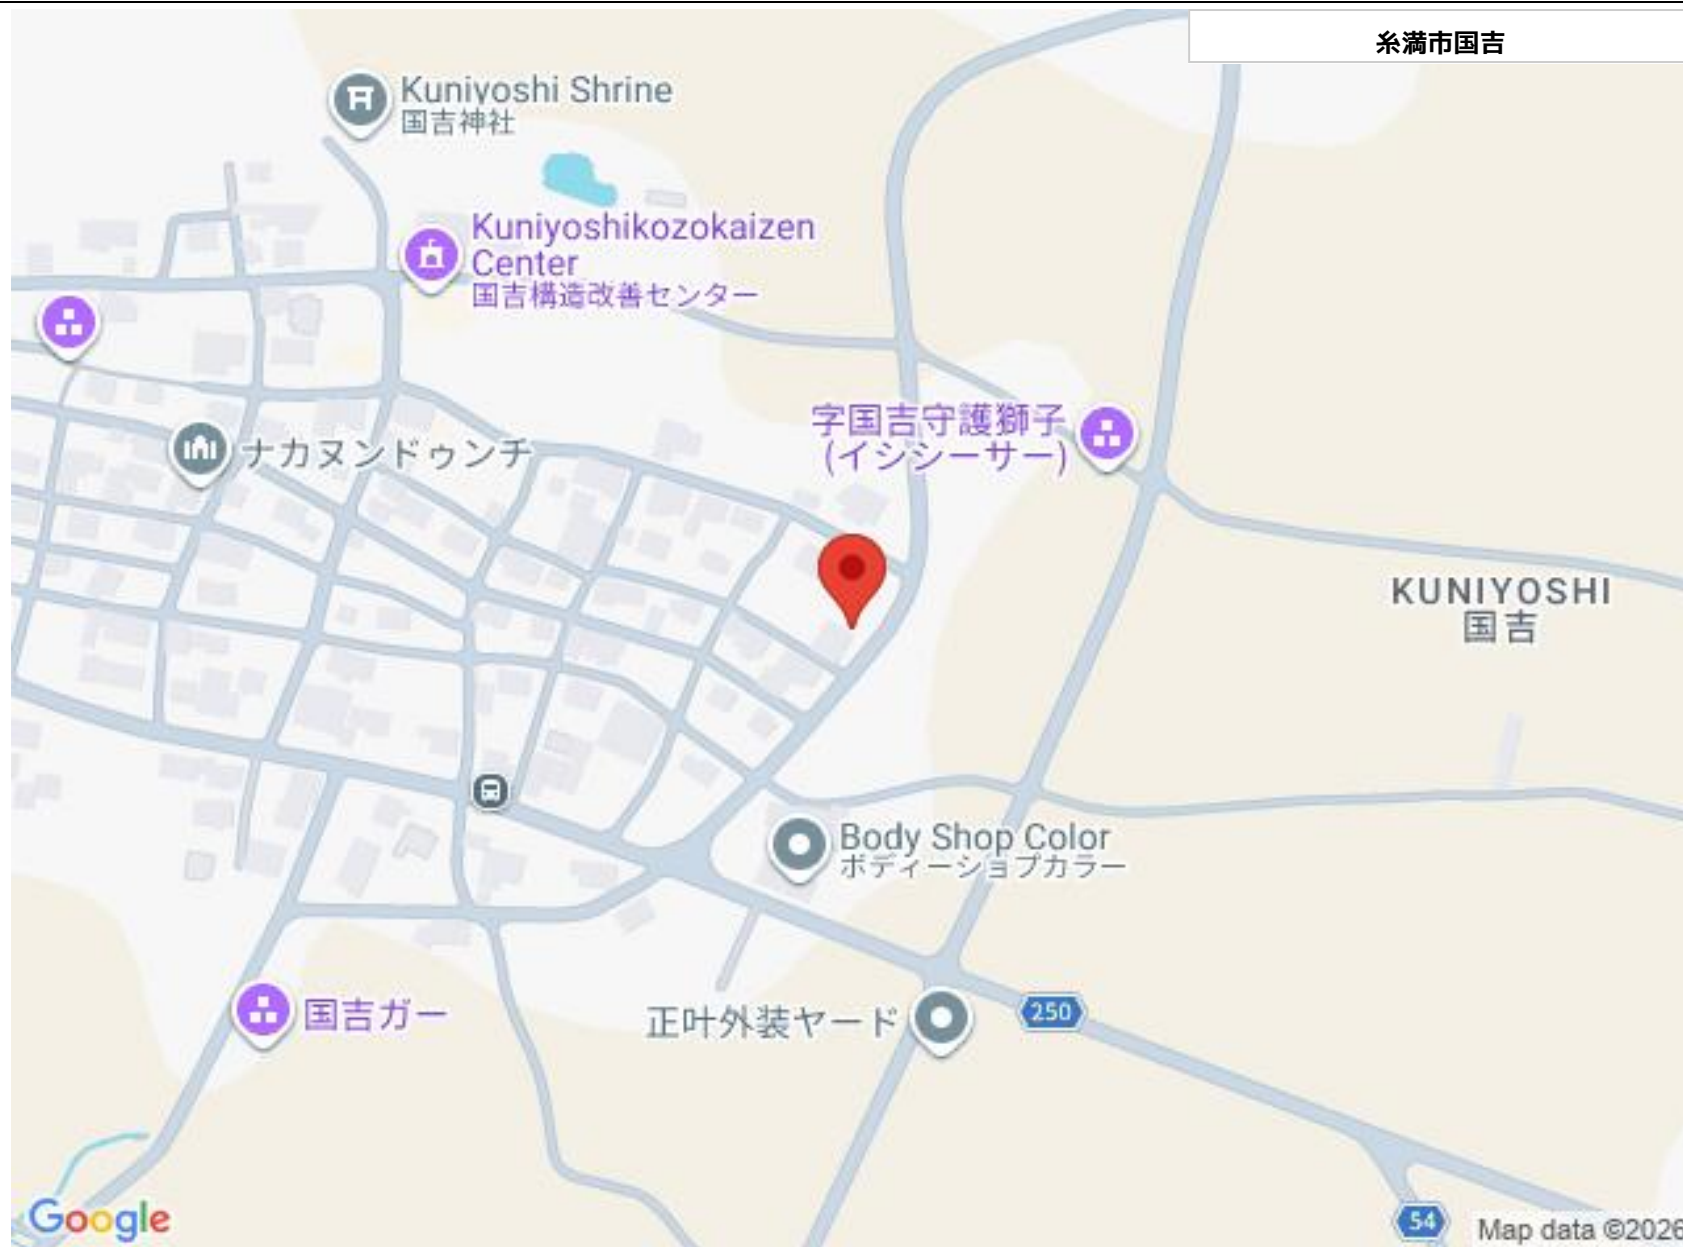 糸満市国吉
Kuniyoshi Shrine
国吉神社
Kuniyoshikozokaizen
Center
国吉構造改善センター
字国吉守護獅子
(イシシーサー)
ナカヌンドゥンチ
KUNIYOSHI
国吉
Body Shop Color
ボディーショプカラー
国吉ガー
正叶外装ヤード
250
54
Google
Map data ©2026